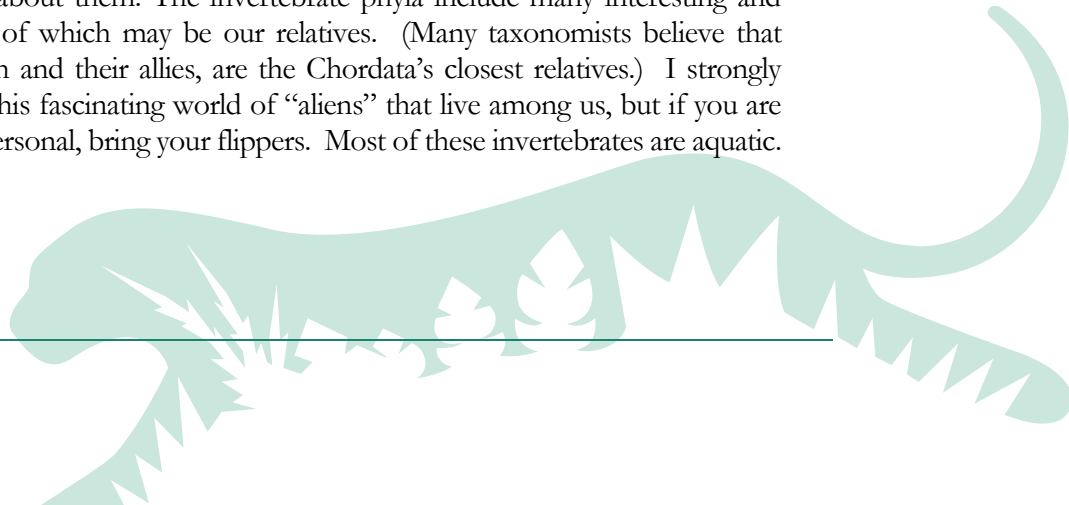 about them. The invertebrate phyla include many interesting and
of which may be our relatives. (Many taxonomists believe that
and their allies, are the Chordata's closest relatives.) I strongly
fascinating world of “aliens” that live among us, but if you are
bring your flippers. Most of these invertebrates are aquatic.